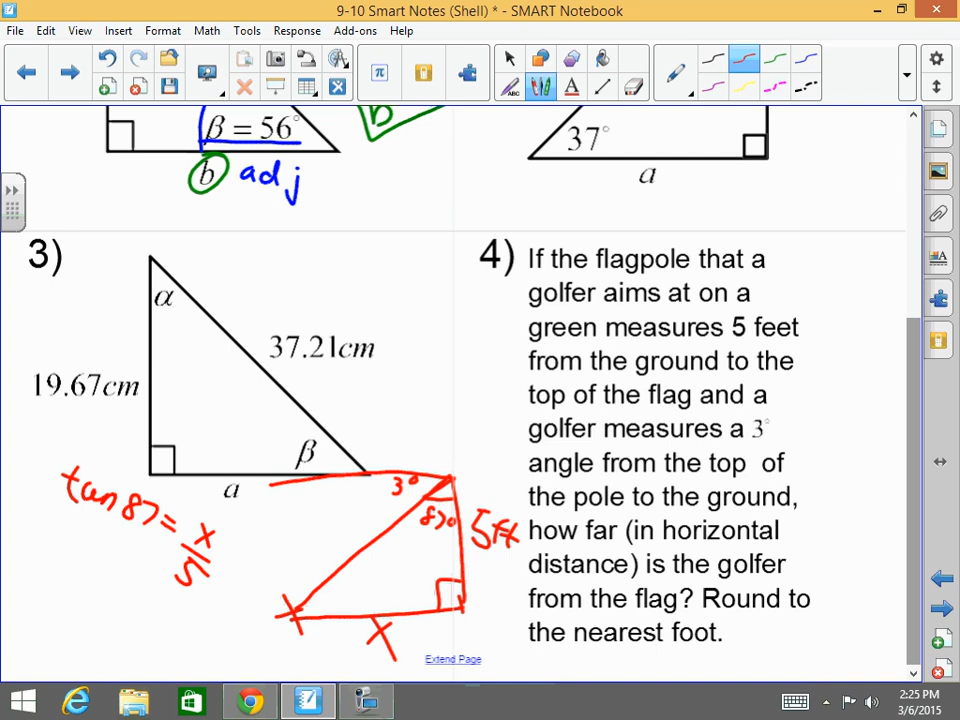 9-10 Smart Notes (Shell) * - SMART Notebook
File Edit View Insert Format Math Tools Response Add-ons Help
β = 56°
b
b adj
37°
a
3)
α
37.21cm
19.67cm
β
a
3°
87°
5ft
tan 87 = x/5
x
4) If the flagpole that a
golfer aims at on a
green measures 5 feet
from the ground to the
top of the flag and a
golfer measures a 3°
angle from the top of
the pole to the ground,
how far (in horizontal
distance) is the golfer
from the flag? Round to
the nearest foot.
Extend Page
2:25 PM
3/6/2015